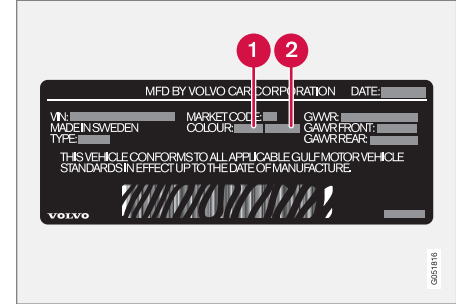 1 2
MFD BY VOLVO CAR CORPORATION DATE:
VIN: MARKET CODE: GVWR:
MADE IN SWEDEN COLOUR: GAWR FRONT:
TYPE: GAWR REAR:
THIS VEHICLE CONFORMS TO ALL APPLICABLE GULF MOTOR VEHICLE
STANDARDS IN EFFECT UP TO THE DATE OF MANUFACTURE.
VOLVO
G051816